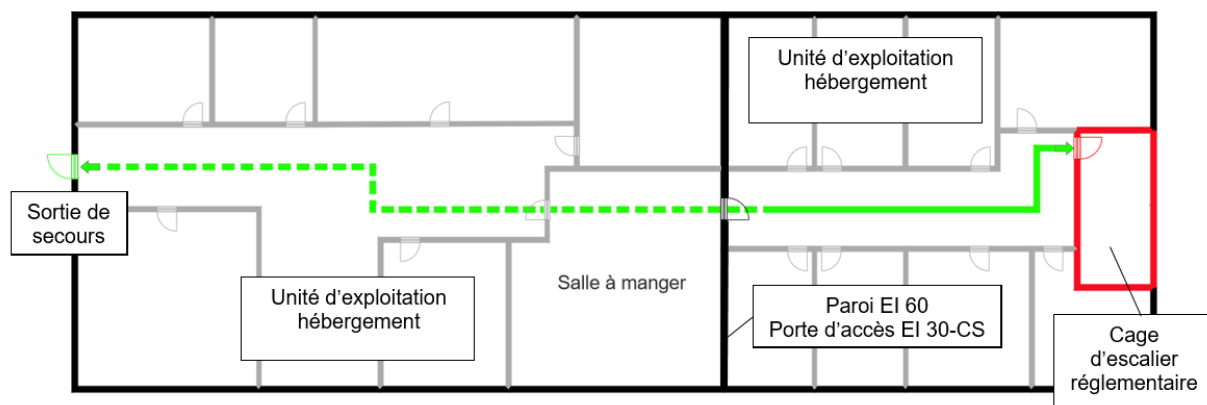 Unité d'exploitation
hébergement
Sortie de
secours
Unité d'exploitation
hébergement
Salle à manger
Paroi EI 60
Porte d'accès EI 30-CS
Cage
d'escalier
réglementaire